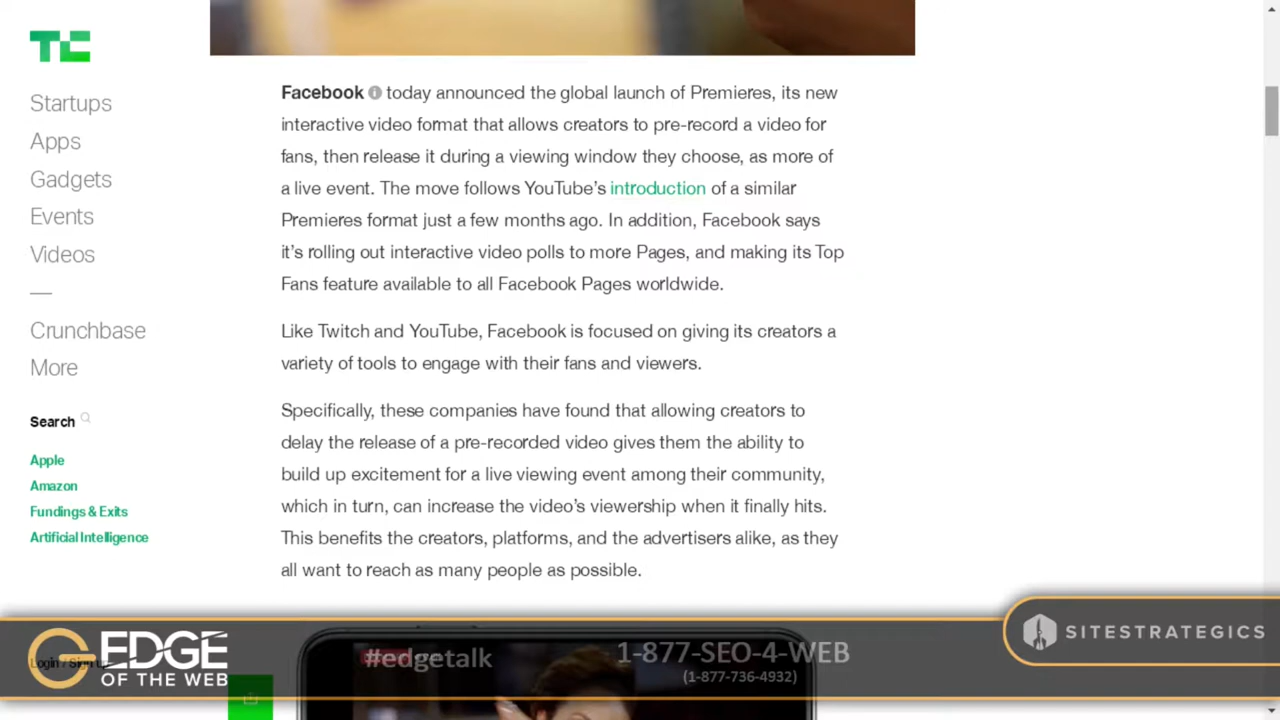 TC
Startups
Apps
Gadgets
Events
Videos
Crunchbase
More
Search
Apple
Amazon
Fundings & Exits
Artificial Intelligence
Facebook today announced the global launch of Premieres, its new
interactive video format that allows creators to pre-record a video for
fans, then release it during a viewing window they choose, as more of
a live event. The move follows YouTube's introduction of a similar
Premieres format just a few months ago. In addition, Facebook says
it's rolling out interactive video polls to more Pages, and making its Top
Fans feature available to all Facebook Pages worldwide.
Like Twitch and YouTube, Facebook is focused on giving its creators a
variety of tools to engage with their fans and viewers.
Specifically, these companies have found that allowing creators to
delay the release of a pre-recorded video gives them the ability to
build up excitement for a live viewing event among their community,
which in turn, can increase the video's viewership when it finally hits.
This benefits the creators, platforms, and the advertisers alike, as they
all want to reach as many people as possible.
EDGE
OF THE WEB
#edgetalk
1-877-SEO-4-WEB
(1-877-736-4932)
SITESTRATEGICS